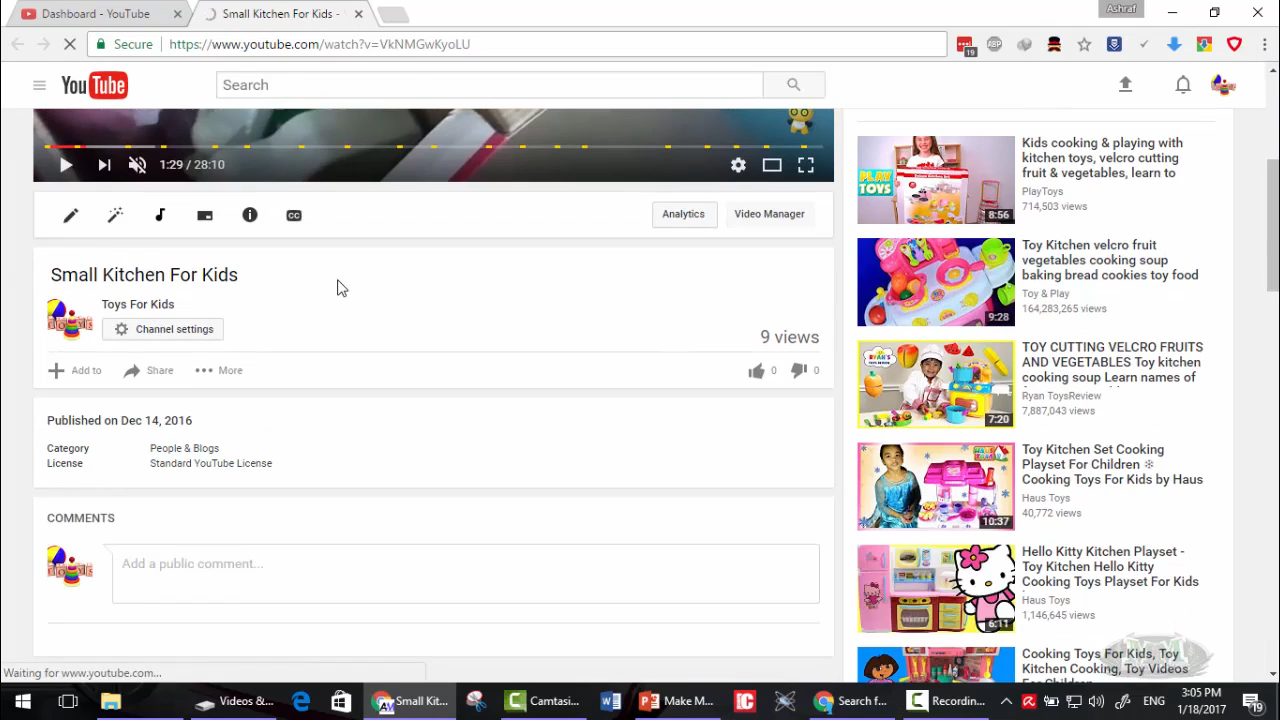 Dashboard - YouTube
Small Kitchen For Kids -
Ashraf
Secure
https://www.youtube.com/watch?v=VkNMGwKyoLU
19
ABP
YouTube
Search
1:29 / 28:10
CC
Analytics
Video Manager
Small Kitchen For Kids
Toys For Kids
Channel settings
9 views
Add to
Share
More
0
0
Published on Dec 14, 2016
Category
People & Blogs
License
Standard YouTube License
COMMENTS
Add a public comment...
PLAY
TOYS
8:56
Kids cooking & playing with
kitchen toys, velcro cutting
fruit & vegetables, learn to
PlayToys
714,503 views
9:28
Toy Kitchen velcro fruit
vegetables cooking soup
baking bread cookies toy food
Toy & Play
164,283,265 views
7:20
TOY CUTTING VELCRO FRUITS
AND VEGETABLES Toy kitchen
cooking soup Learn names of
Ryan ToysReview
7,887,043 views
10:37
Toy Kitchen Set Cooking
Playset For Children ❄
Cooking Toys For Kids by Haus
Haus Toys
40,772 views
6:11
Hello Kitty Kitchen Playset -
Toy Kitchen Hello Kitty
Cooking Toys Playset For Kids
Haus Toys
1,146,645 views
Cooking Toys For Kids, Toy
Kitchen Cooking, Toy Videos
Waiting for www.youtube.com...
Videos &...
Small Kit...
Camtasi...
Make M...
IC
Search f...
Recordin...
ENG
3:05 PM
1/18/2017
19